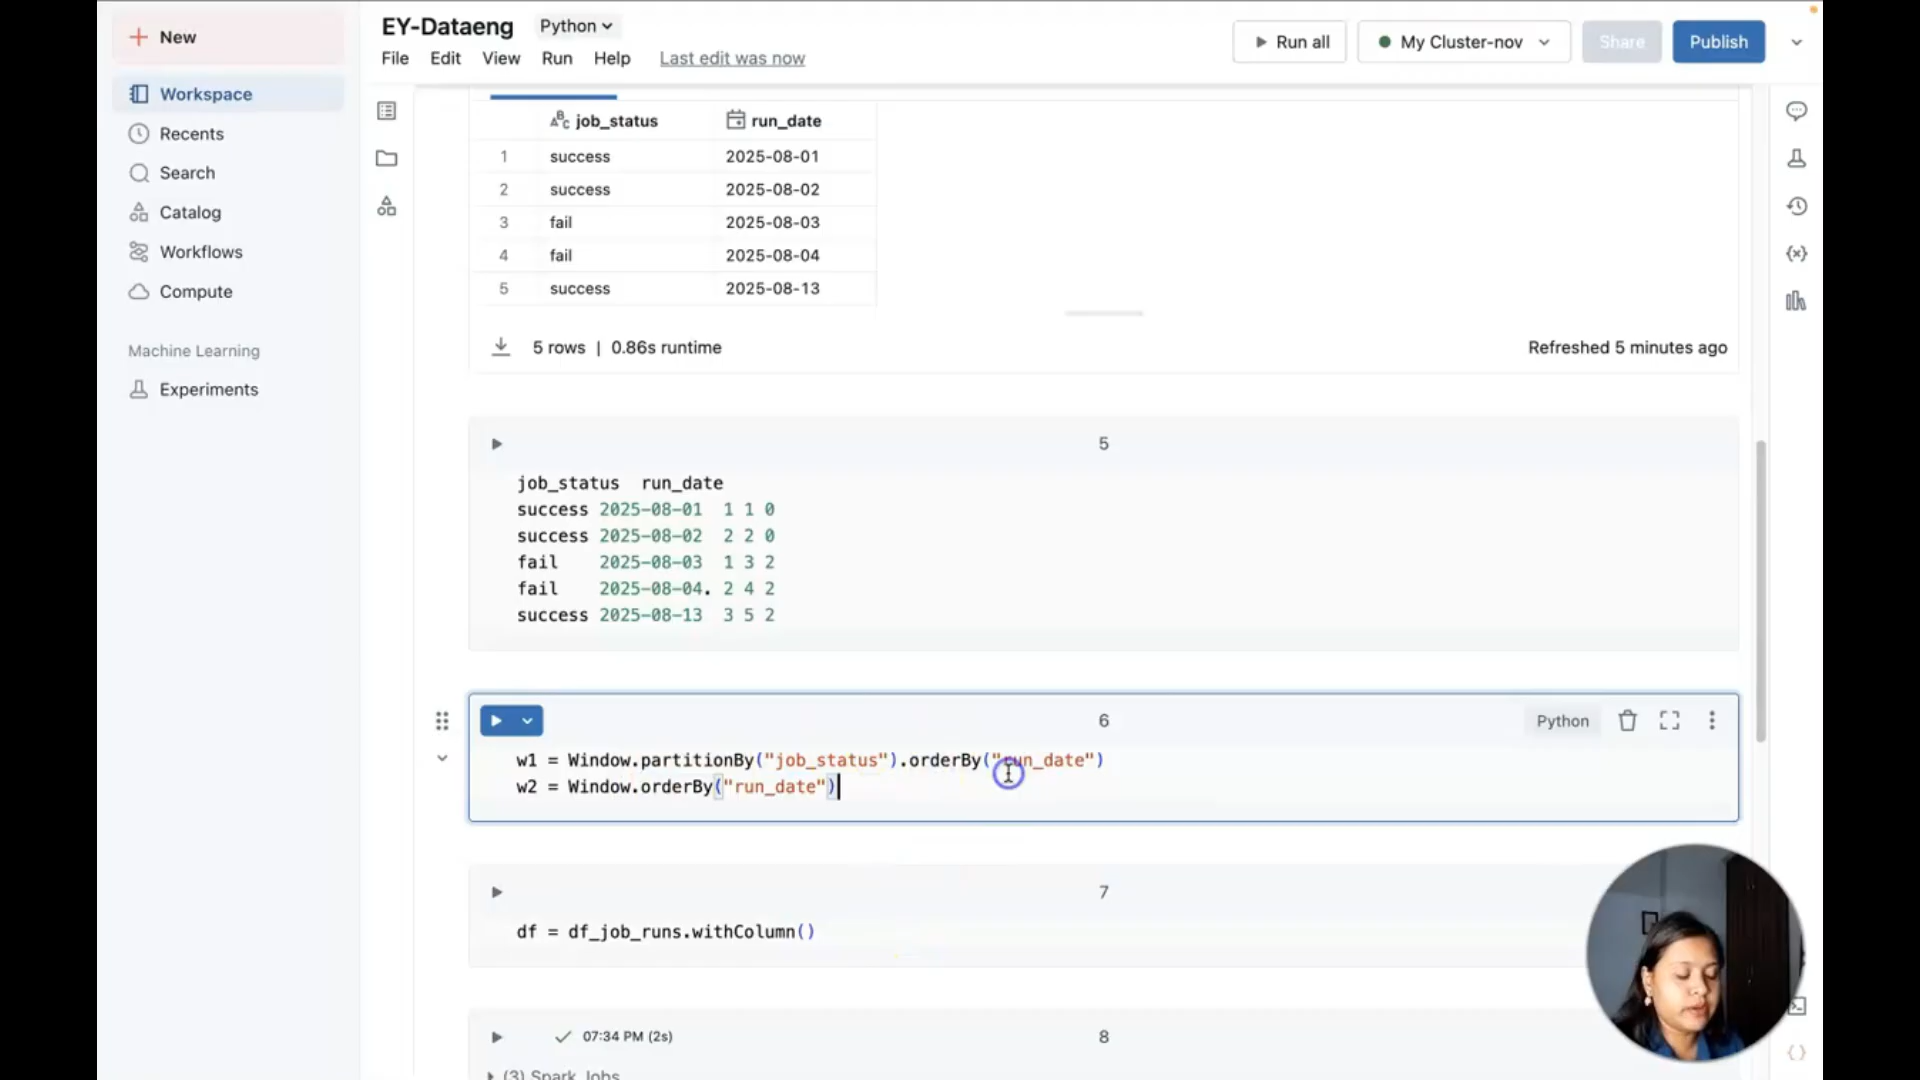 New
Workspace
Recents
Search
Catalog
Workflows
Compute
Machine Learning
Experiments
EY-Dataeng Python
File Edit View Run Help Last edit was now
Run all My Cluster-nov Share Publish
job_status run_date
1 success 2025-08-01
2 success 2025-08-02
3 fail 2025-08-03
4 fail 2025-08-04
5 success 2025-08-13
5 rows | 0.86s runtime Refreshed 5 minutes ago
5
job_status run_date
success 2025-08-01 1 1 0
success 2025-08-02 2 2 0
fail 2025-08-03 1 3 2
fail 2025-08-04. 2 4 2
success 2025-08-13 3 5 2
6 Python
w1 = Window.partitionBy("job_status").orderBy("run_date")
w2 = Window.orderBy("run_date")
7
df = df_job_runs.withColumn()
07:34 PM (2s) 8
(3) Spark Jobs